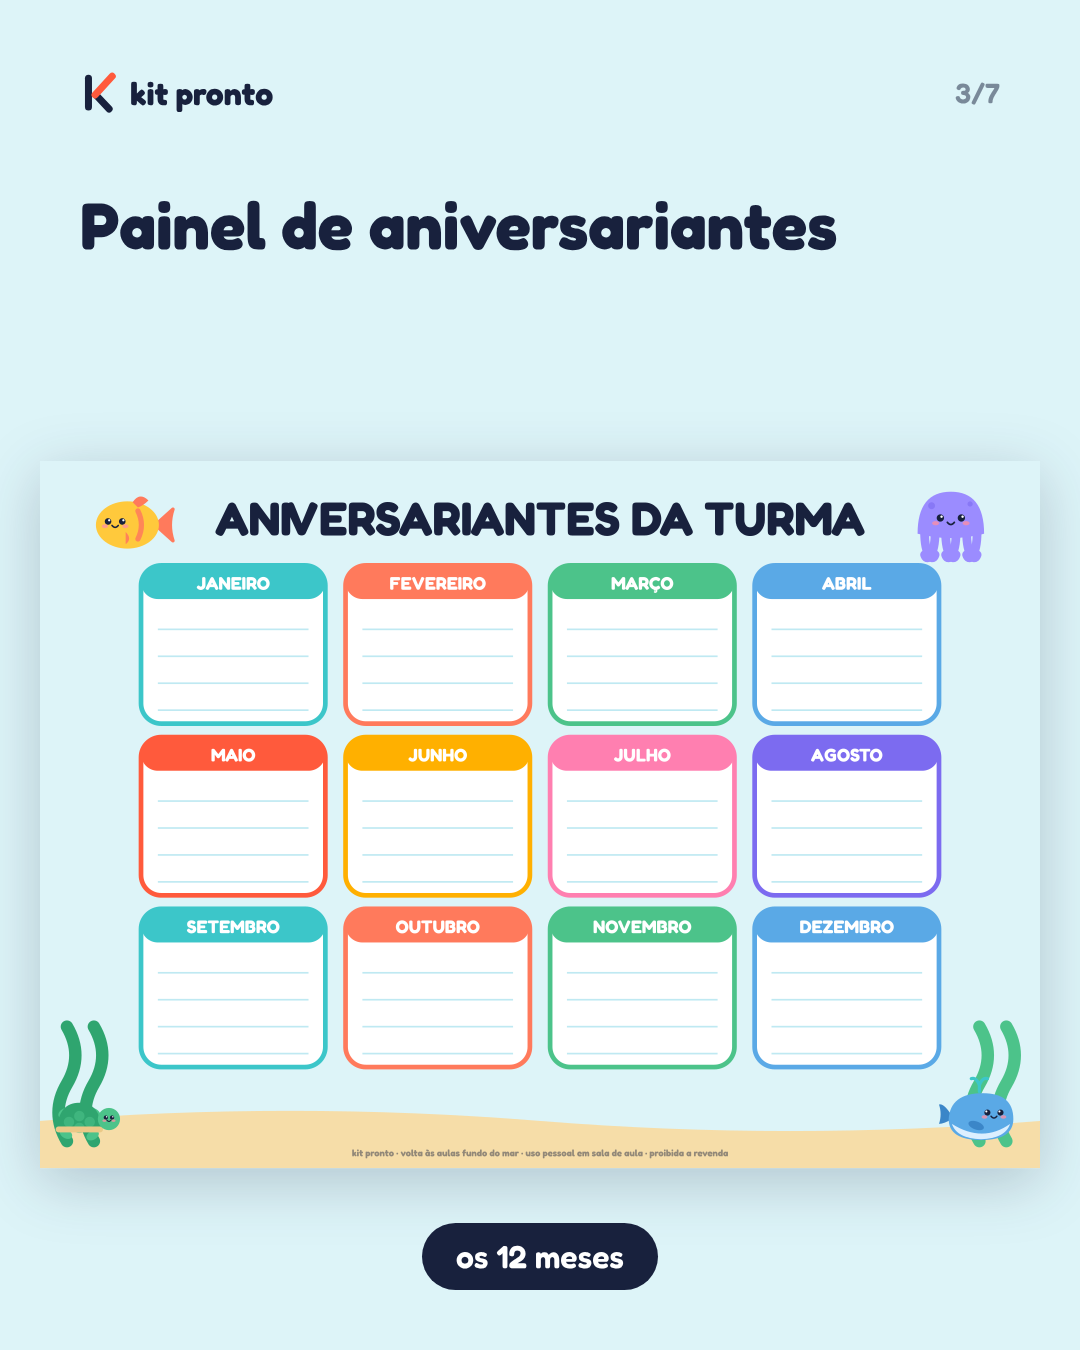 kit pronto
3/7
Painel de aniversariantes
ANIVERSARIANTES DA TURMA
JANEIRO
FEVEREIRO
MARÇO
ABRIL
MAIO
JUNHO
JULHO
AGOSTO
SETEMBRO
OUTUBRO
NOVEMBRO
DEZEMBRO
kit pronto · volta às aulas fundo do mar · uso pessoal em sala de aula · proibida a revenda
os 12 meses